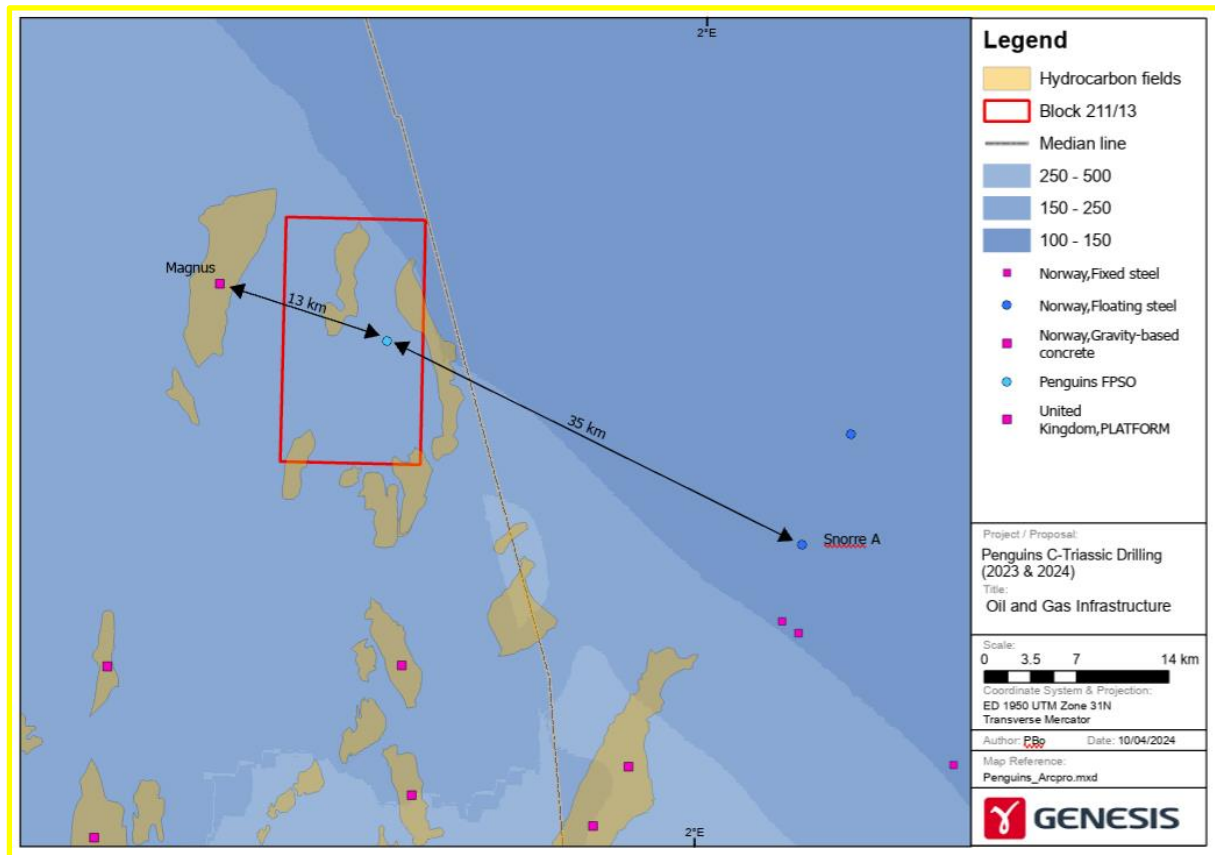 2°E
Magnus
13 km
35 km
Snorre A
2°E
Legend
Hydrocarbon fields
Block 211/13
Median line
250 - 500
150 - 250
100 - 150
Norway,Fixed steel
Norway,Floating steel
Norway,Gravity-based
concrete
Penguins FPSO
United
Kingdom,PLATFORM
Project / Proposal:
Penguins C-Triassic Drilling
(2023 & 2024)
Title:
Oil and Gas Infrastructure
Scale:
0 3.5 7 14 km
Coordinate System & Projection:
ED 1950 UTM Zone 31N
Transverse Mercator
Author: PBo Date: 10/04/2024
Map Reference:
Penguins_Arcpro.mxd
GENESIS